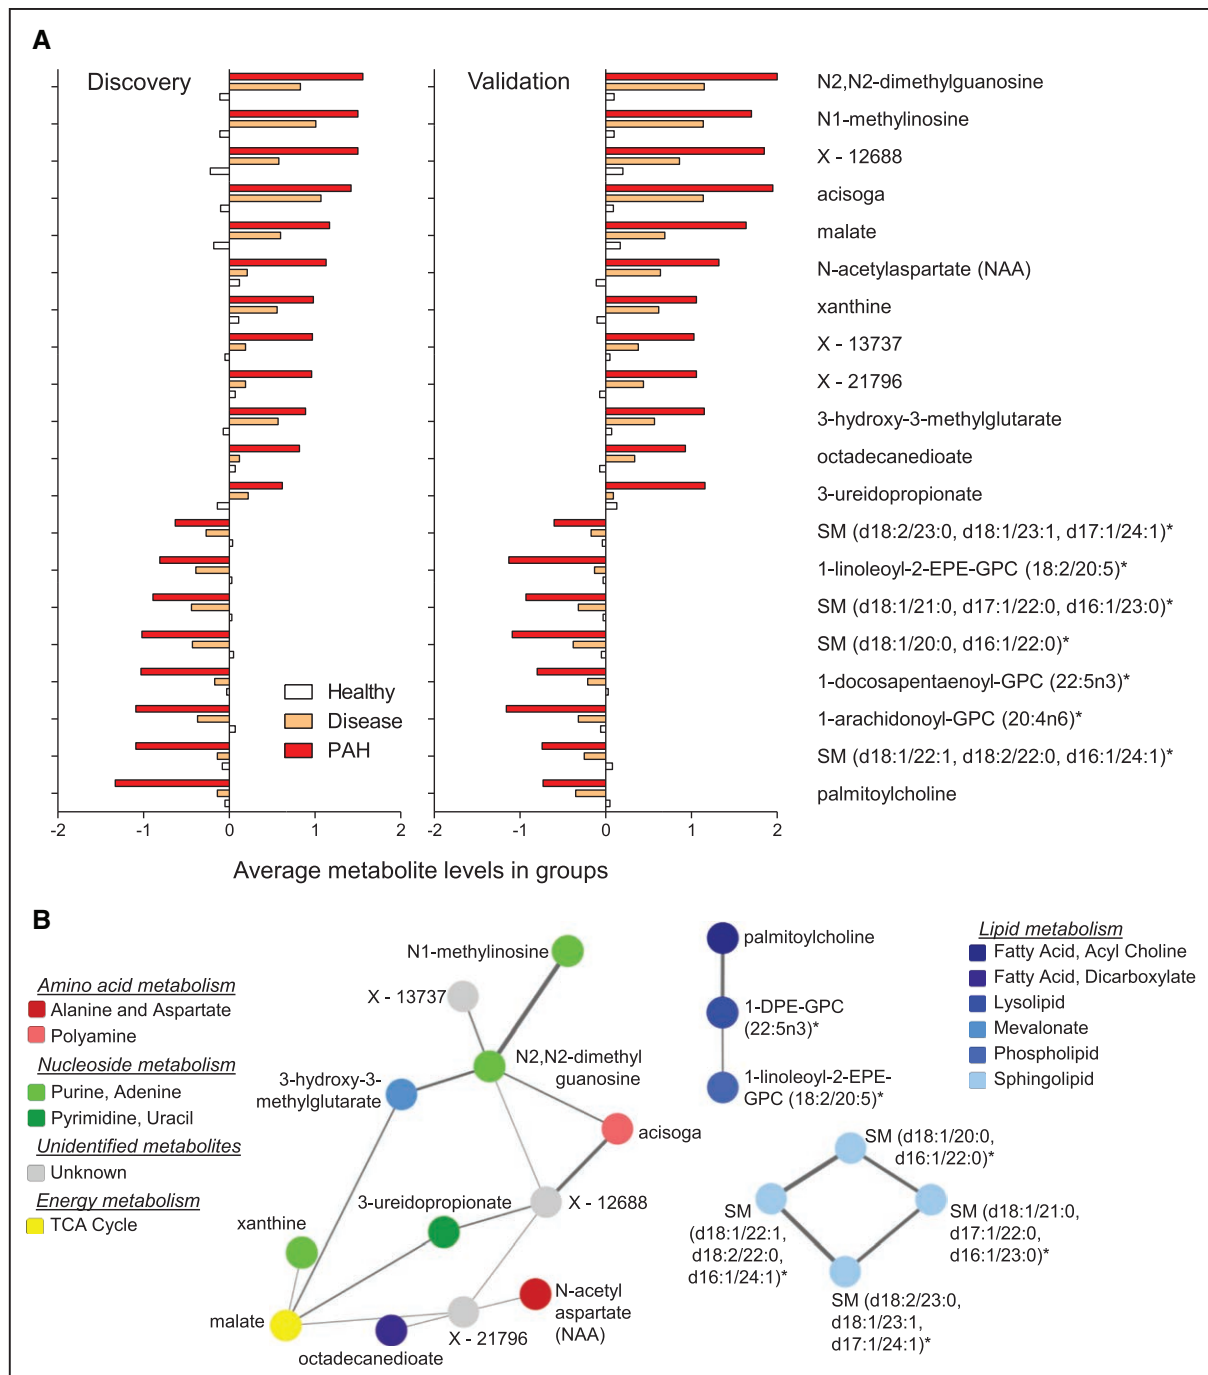 A
Discovery
Validation
N2,N2-dimethylguanosine
N1-methylinosine
X - 12688
acisoga
malate
N-acetylaspartate (NAA)
xanthine
X - 13737
X - 21796
3-hydroxy-3-methylglutarate
octadecanedioate
3-ureidopropionate
SM (d18:2/23:0, d18:1/23:1, d17:1/24:1)*
1-linoleoyl-2-EPE-GPC (18:2/20:5)*
SM (d18:1/21:0, d17:1/22:0, d16:1/23:0)*
SM (d18:1/20:0, d16:1/22:0)*
1-docosapentaenoyl-GPC (22:5n3)*
1-arachidonoyl-GPC (20:4n6)*
SM (d18:1/22:1, d18:2/22:0, d16:1/24:1)*
palmitoylcholine
Healthy
Disease
PAH
-2 -1 0 1 2
-2 -1 0 1 2
Average metabolite levels in groups
B
Amino acid metabolism
Alanine and Aspartate
Polyamine
Nucleoside metabolism
Purine, Adenine
Pyrimidine, Uracil
Unidentified metabolites
Unknown
Energy metabolism
TCA Cycle
N1-methylinosine
X - 13737
N2,N2-dimethyl
guanosine
3-hydroxy-3-
methylglutarate
acisoga
3-ureidopropionate
X - 12688
xanthine
malate
octadecanedioate
X - 21796
N-acetyl
aspartate
(NAA)
palmitoylcholine
1-DPE-GPC
(22:5n3)*
1-linoleoyl-2-EPE-
GPC (18:2/20:5)*
Lipid metabolism
Fatty Acid, Acyl Choline
Fatty Acid, Dicarboxylate
Lysolipid
Mevalonate
Phospholipid
Sphingolipid
SM (d18:1/20:0,
d16:1/22:0)*
SM
(d18:1/22:1,
d18:2/22:0,
d16:1/24:1)*
SM (d18:1/21:0,
d17:1/22:0,
d16:1/23:0)*
SM (d18:2/23:0,
d18:1/23:1,
d17:1/24:1)*